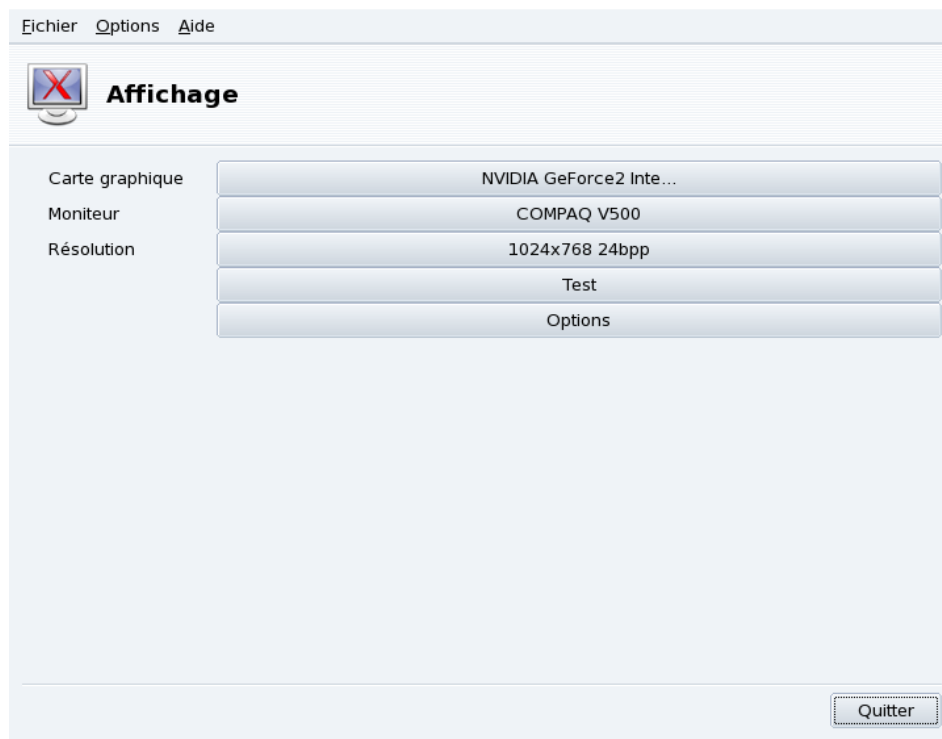 Fichier Options Aide
Affichage
Carte graphique NVIDIA GeForce2 Inte...
Moniteur COMPAQ V500
Résolution 1024x768 24bpp
Test
Options
Quitter